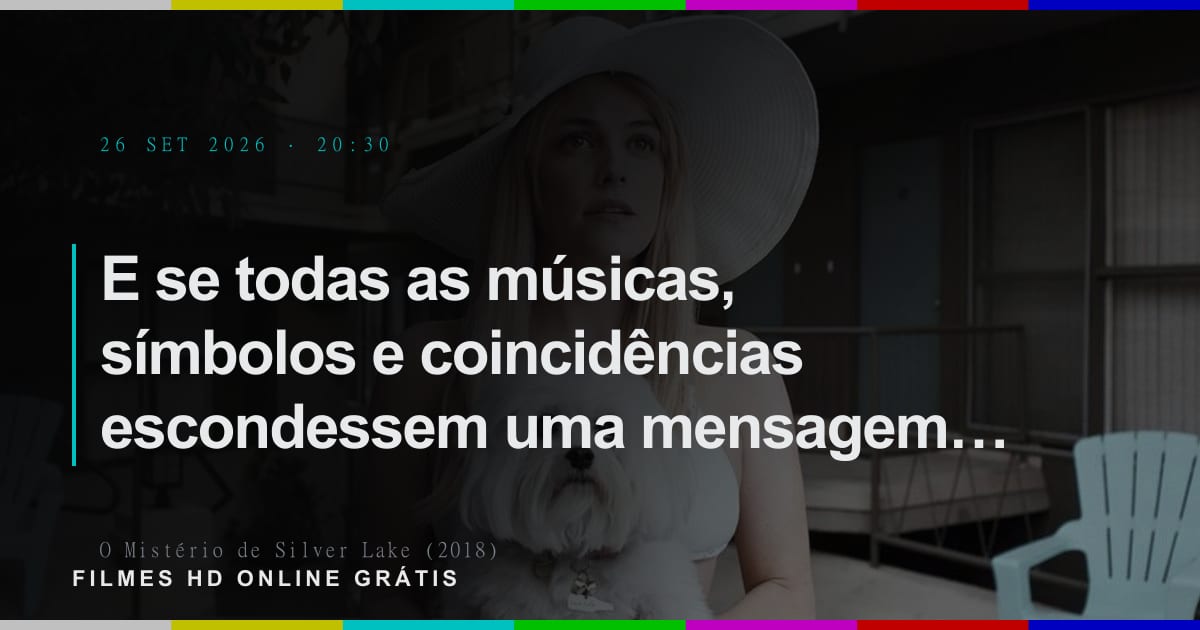 26 SET 2026 · 20:30
E se todas as músicas,
símbolos e coincidências
escondessem uma mensagem…
O Mistério de Silver Lake (2018)
FILMES HD ONLINE GRÁTIS